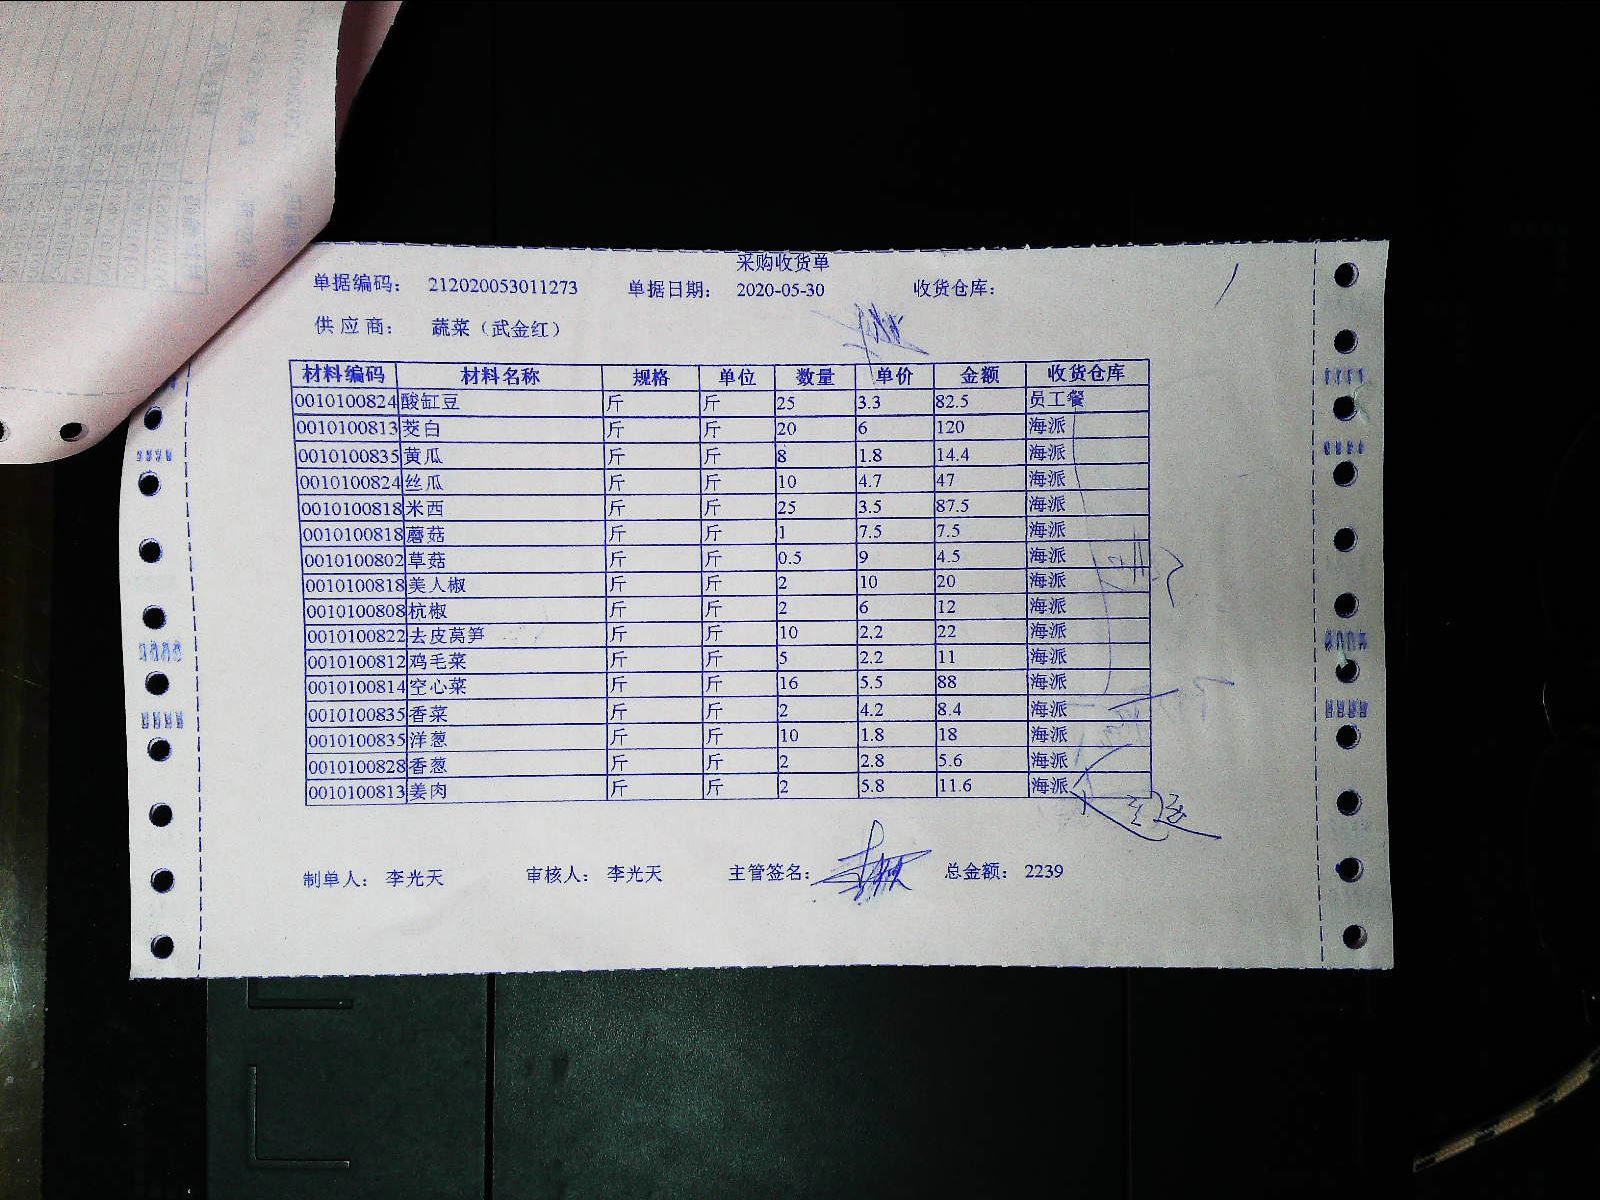 采购收货单
单据编码： 212020053011273 单据日期： 2020-05-30 收货仓库：
供应商： 蔬菜（武金红）
材料编码 材料名称 规格 单位 数量 单价 金额 收货仓库
0010100824 酸缸豆 斤 斤 25 3.3 82.5 员工餐
0010100813 茭白 斤 斤 20 6 120 海派
0010100835 黄瓜 斤 斤 8 1.8 14.4 海派
0010100824 丝瓜 斤 斤 10 4.7 47 海派
0010100818 米西 斤 斤 25 3.5 87.5 海派
0010100818 蘑菇 斤 斤 1 7.5 7.5 海派
0010100802 草菇 斤 斤 0.5 9 4.5 海派
0010100818 美人椒 斤 斤 2 10 20 海派
0010100808 杭椒 斤 斤 2 6 12 海派
0010100822 去皮莴笋 斤 斤 10 2.2 22 海派
0010100812 鸡毛菜 斤 斤 5 2.2 11 海派
0010100814 空心菜 斤 斤 16 5.5 88 海派
0010100835 香菜 斤 斤 2 4.2 8.4 海派
0010100835 洋葱 斤 斤 10 1.8 18 海派
0010100828 香葱 斤 斤 2 2.8 5.6 海派
0010100813 姜肉 斤 斤 2 5.8 11.6 海派
制单人： 李光天 审核人： 李光天 主管签名： 总金额： 2239